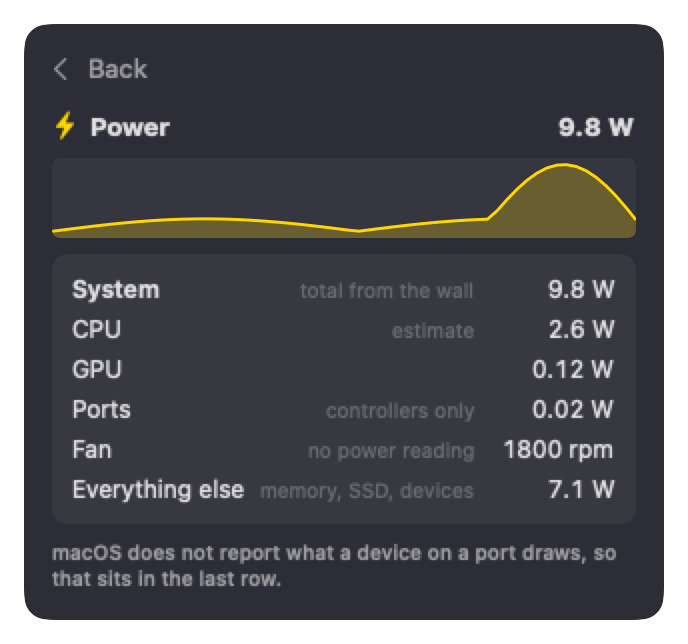 Back
Power 9.8 W
System total from the wall 9.8 W
CPU estimate 2.6 W
GPU 0.12 W
Ports controllers only 0.02 W
Fan no power reading 1800 rpm
Everything else memory, SSD, devices 7.1 W
macOS does not report what a device on a port draws, so
that sits in the last row.